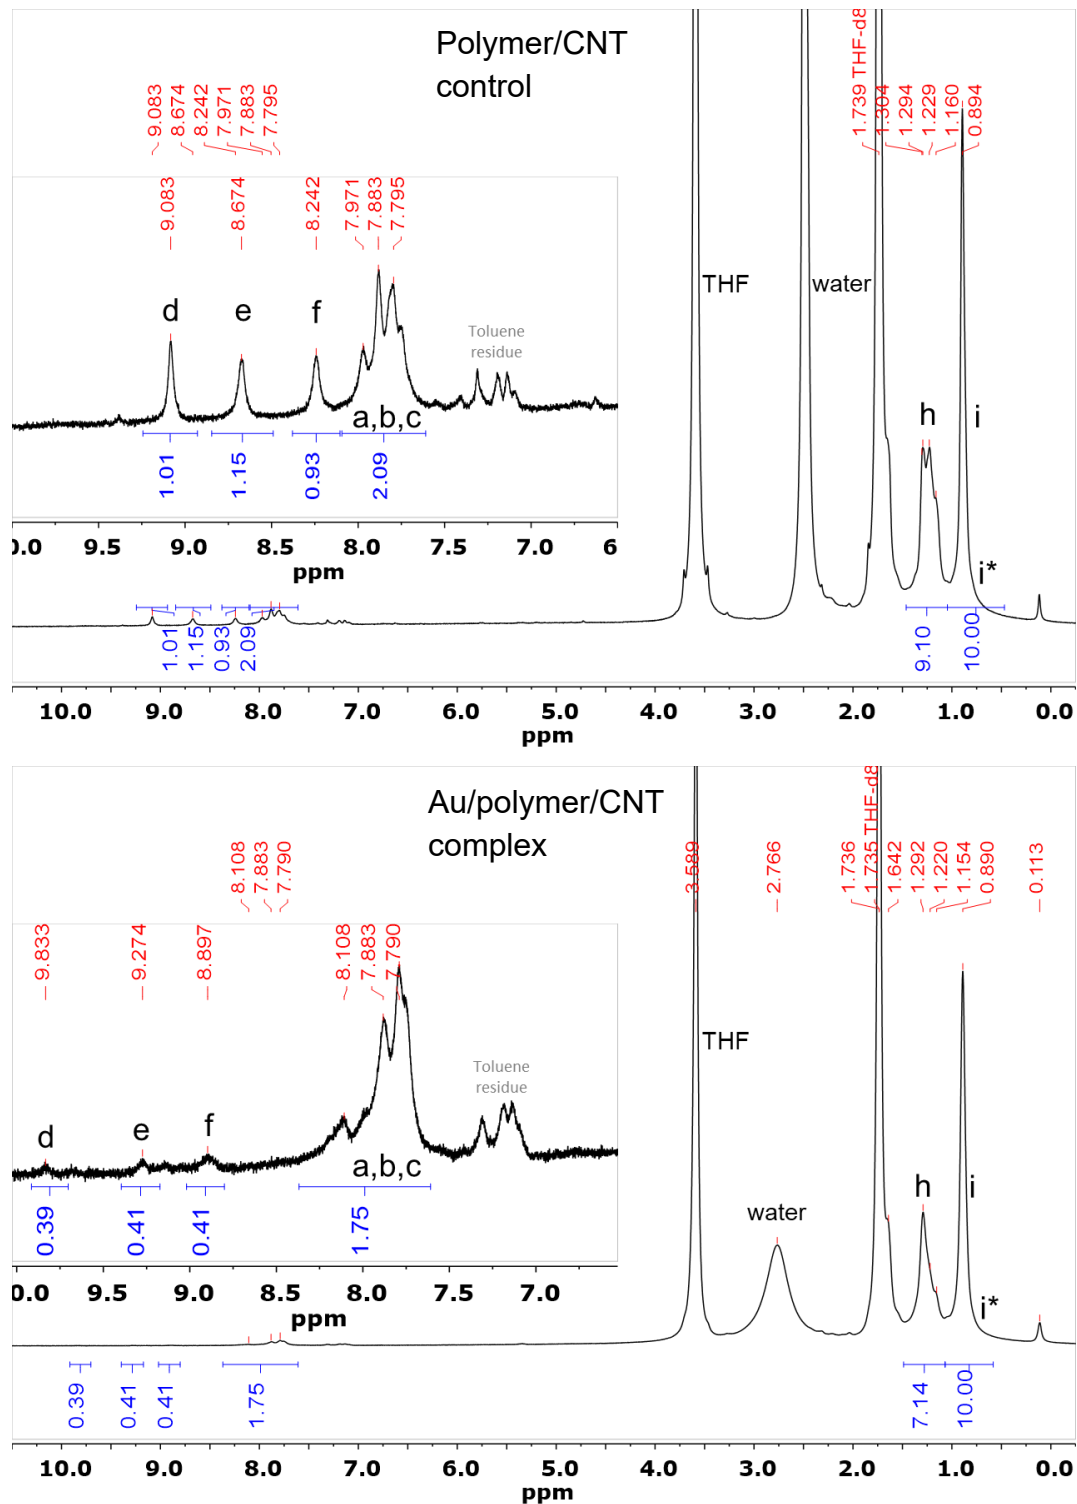 Polymer/CNT
control
9.083
8.674
8.242
7.971
7.883
7.795
1.739 THF-d8
1.304
1.294
1.229
1.160
0.894
9.083
8.674
8.242
7.971
7.883
7.795
d
e
f
a,b,c
Toluene
residue
1.01
1.15
0.93
2.09
0.0 9.5 9.0 8.5 8.0 7.5 7.0 6
ppm
THF
water
h
i
i*
1.01
1.15
0.93
2.09
9.10
10.00
10.0 9.0 8.0 7.0 6.0 5.0 4.0 3.0 2.0 1.0 0.0
ppm
Au/polymer/CNT
complex
8.108
7.883
7.790
3.589
2.766
1.736
1.735 THF-d8
1.642
1.292
1.220
1.154
0.890
0.113
9.833
9.274
8.897
8.108
7.883
7.790
d
e
f
a,b,c
Toluene
residue
0.39
0.41
0.41
1.75
0.0 9.5 9.0 8.5 8.0 7.5 7.0
ppm
THF
water
h
i
i*
0.39
0.41
0.41
1.75
7.14
10.00
10.0 9.0 8.0 7.0 6.0 5.0 4.0 3.0 2.0 1.0 0.0
ppm